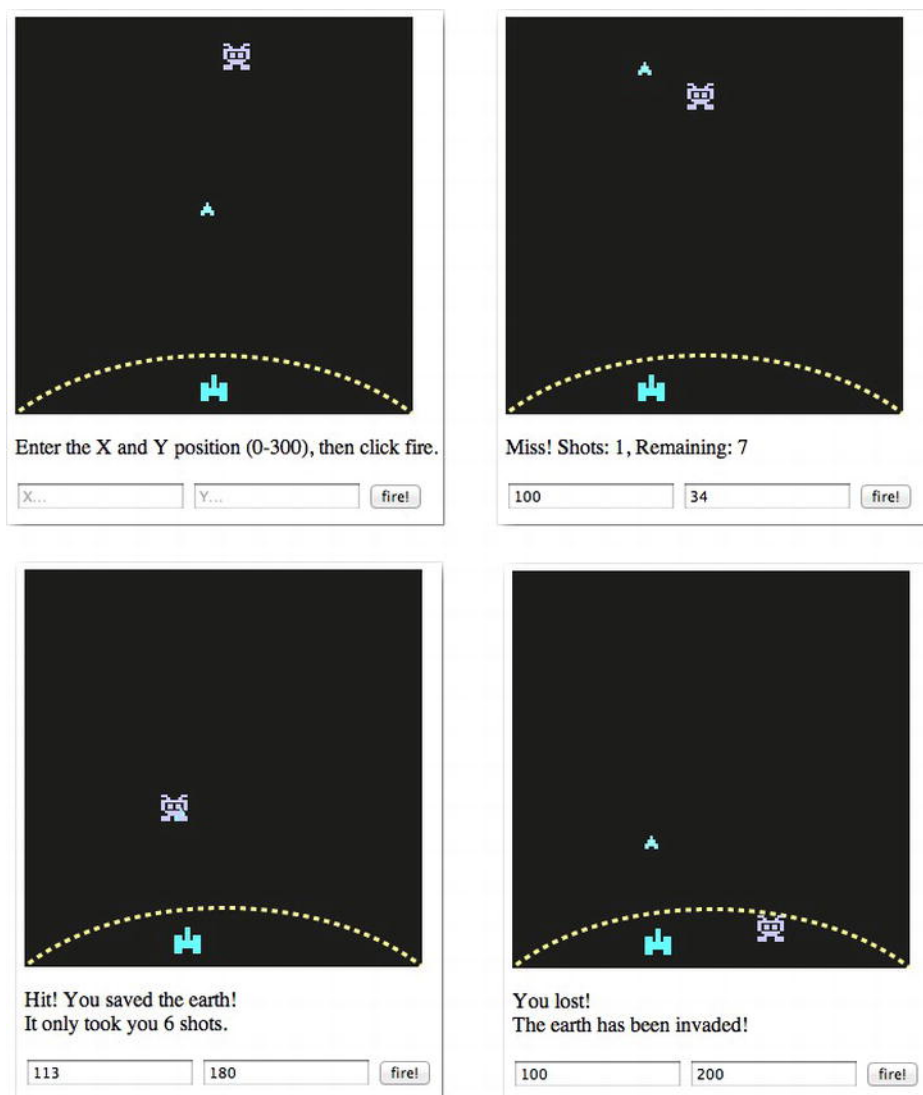 Enter the X and Y position (0-300), then click fire.
X...
Y...
fire!
Miss! Shots: 1, Remaining: 7
100
34
fire!
Hit! You saved the earth!
It only took you 6 shots.
113
180
fire!
You lost!
The earth has been invaded!
100
200
fire!